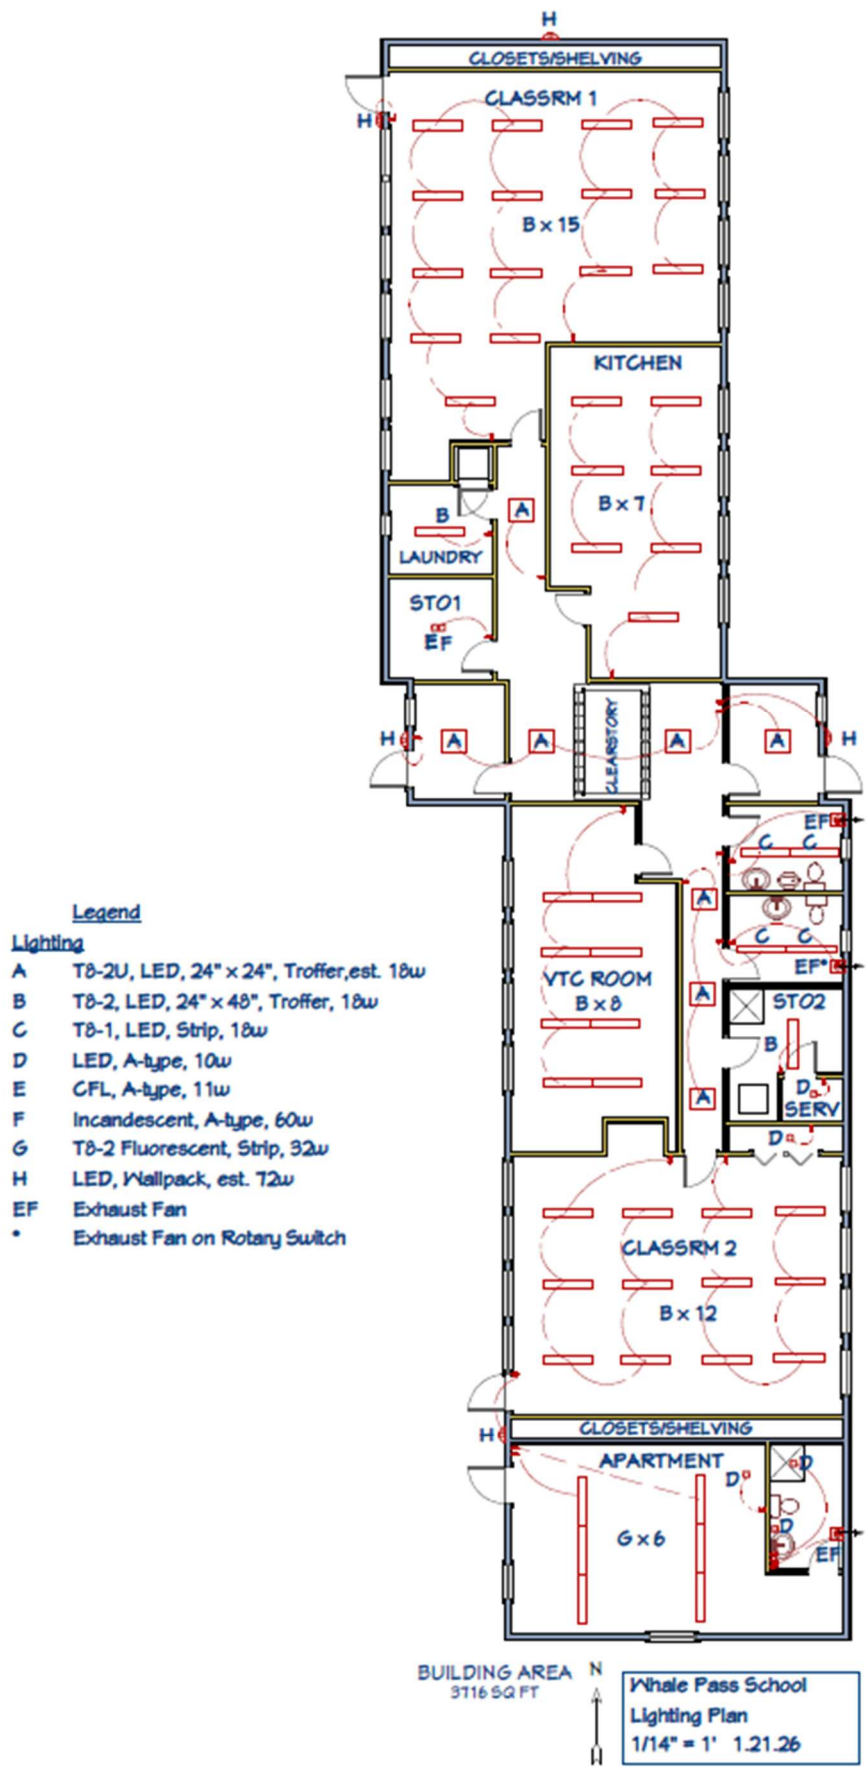 H
CLOSETS/SHELVING
CLASSRM 1
H
B x 15
KITCHEN
B x 7
A
B
LAUNDRY
STO1
EF
CLEARSTORY
H A A A A H
EF
C C
A
C C
EF*
VTC ROOM
B x 8
A
STO2
B
D
SERV
A
D
CLASSRM 2
B x 12
H
CLOSETS/SHELVING
APARTMENT
D
D
G x 6
D
EF
Legend
Lighting
A T8-2U, LED, 24" x 24", Troffer,est. 18w
B T8-2, LED, 24" x 48", Troffer, 18w
C T8-1, LED, Strip, 18w
D LED, A-type, 10w
E CFL, A-type, 11w
F Incandescent, A-type, 60w
G T8-2 Fluorescent, Strip, 32w
H LED, Wallpack, est. 72w
EF Exhaust Fan
* Exhaust Fan on Rotary Switch
BUILDING AREA
3716 SQ FT
N
Whale Pass School
Lighting Plan
1/14" = 1' 1.21.26